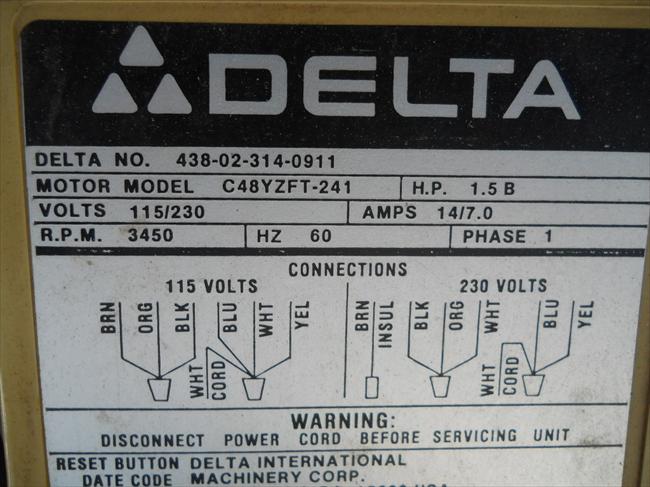 DELTA
DELTA NO. 438-02-314-0911
MOTOR MODEL C48YZFT-241 H.P. 1.5 B
VOLTS 115/230 AMPS 14/7.0
R.P.M. 3450 HZ 60 PHASE 1
CONNECTIONS
115 VOLTS 230 VOLTS
BRN ORG BLK BLU WHT YEL BRN INSUL BLK ORG WHT BLU YEL
WHT CORD WHT CORD
WARNING:
DISCONNECT POWER CORD BEFORE SERVICING UNIT
RESET BUTTON DELTA INTERNATIONAL
DATE CODE MACHINERY CORP.